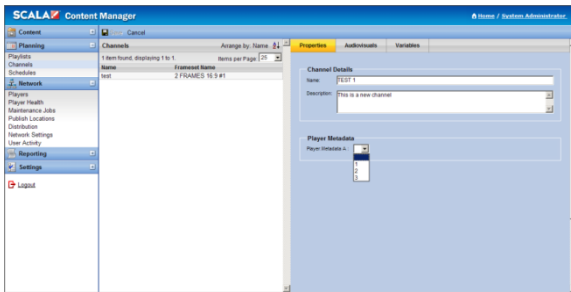 SCALA Content Manager
Home / System Administrator
Content
Planning
Playlists
Channels
Schedules
Network
Players
Player Health
Maintenance Jobs
Publish Locations
Distribution
Network Settings
User Activity
Reporting
Settings
Logout
Cancel
Channels
Arrange by: Name
1 item found, displaying 1 to 1.
Items per Page: 25
Name Frameset Name
test 2 FRAMES 16:9 #1
Properties Audiovisuals Variables
Channel Details
Name: TEST 1
Description: This is a new channel
Player Metadata
Player Metadata A:
1
2
3